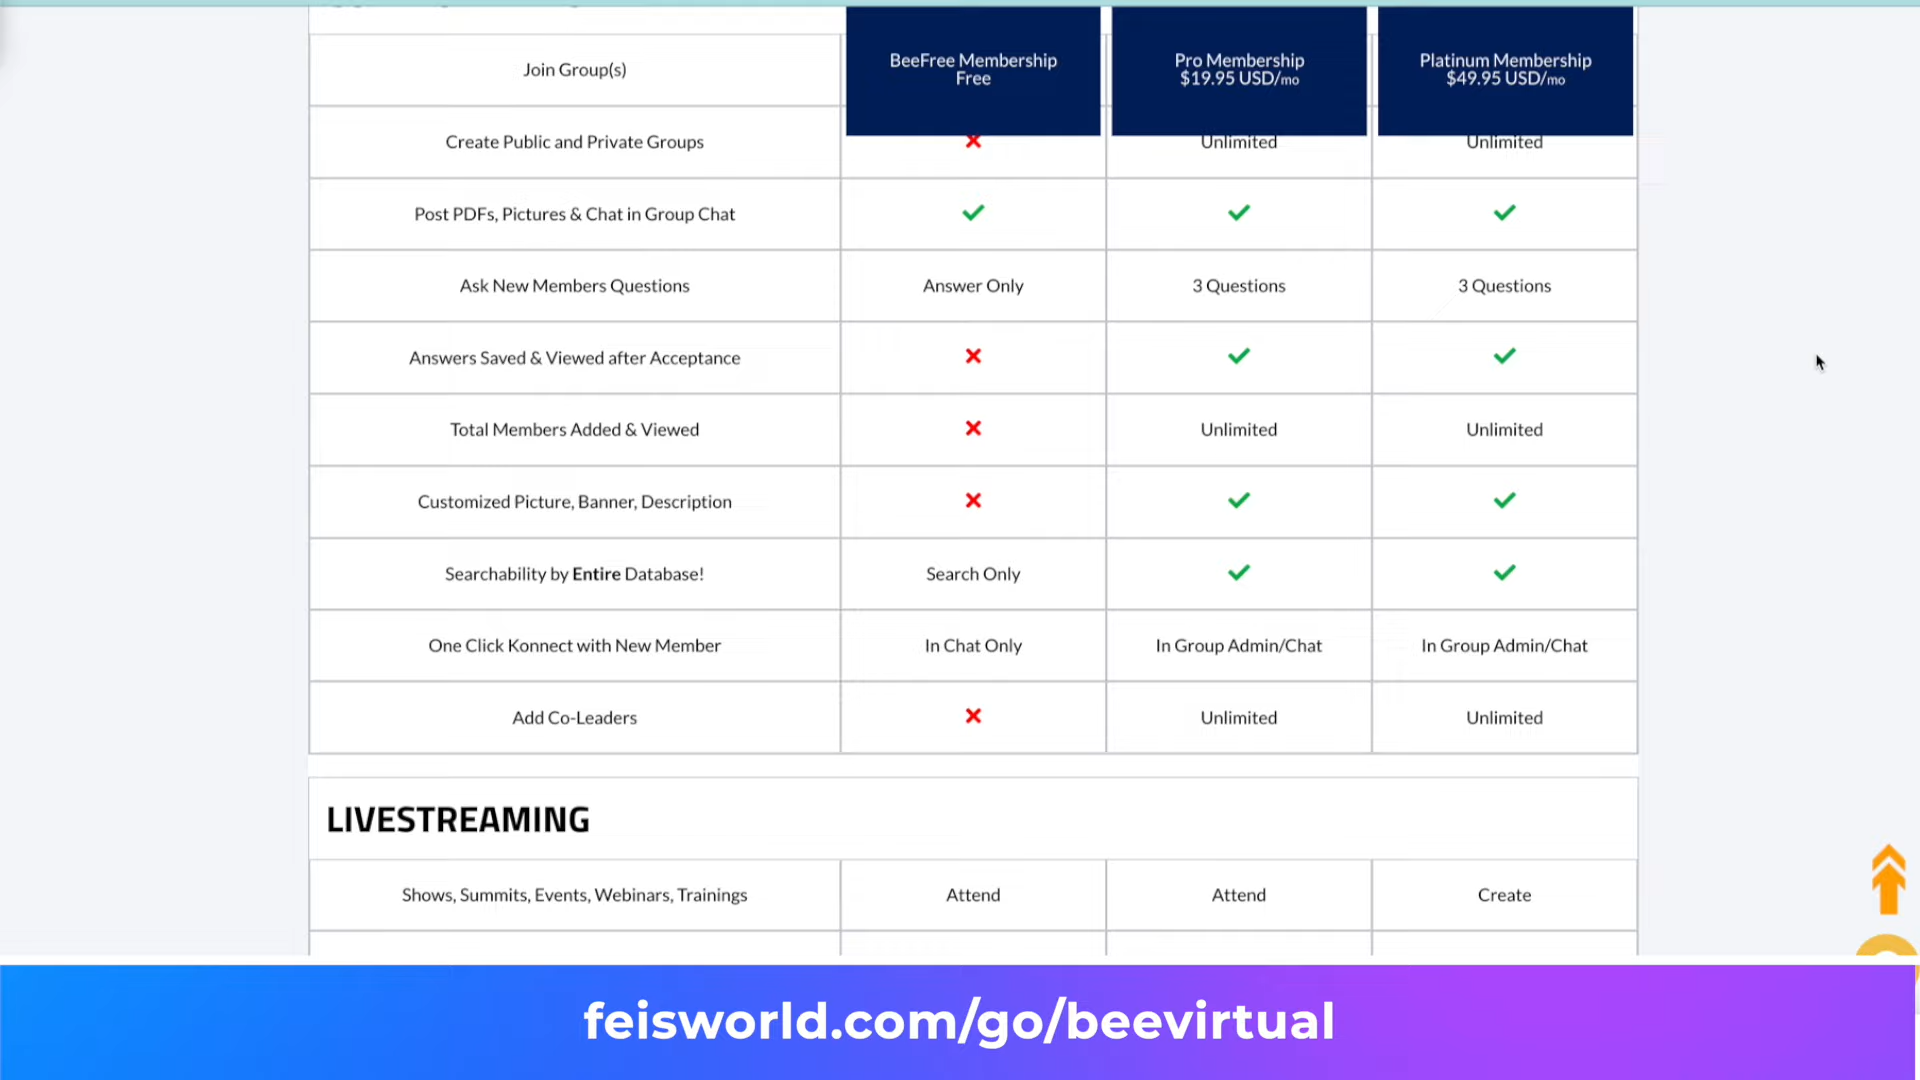 BeeFree Membership
Free
Pro Membership
$19.95 USD/mo
Platinum Membership
$49.95 USD/mo
Join Group(s)
Create Public and Private Groups
Unlimited
Unlimited
Post PDFs, Pictures & Chat in Group Chat
Ask New Members Questions
Answer Only
3 Questions
3 Questions
Answers Saved & Viewed after Acceptance
Total Members Added & Viewed
Unlimited
Unlimited
Customized Picture, Banner, Description
Searchability by Entire Database!
Search Only
One Click Konnect with New Member
In Chat Only
In Group Admin/Chat
In Group Admin/Chat
Add Co-Leaders
Unlimited
Unlimited
LIVESTREAMING
Shows, Summits, Events, Webinars, Trainings
Attend
Attend
Create
feisworld.com/go/beevirtual